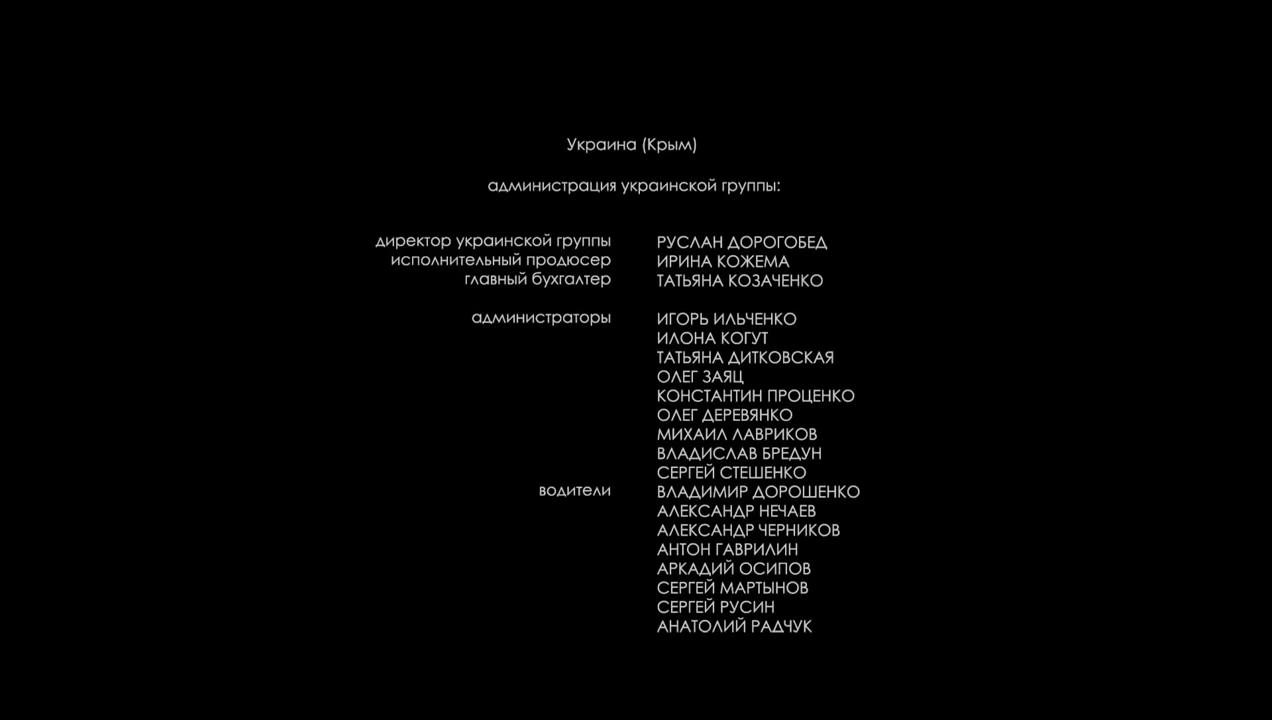 Украина (Крым)
администрация украинской группы:
директор украинской группы РУСЛАН ДОРОГОБЕД
исполнительный продюсер ИРИНА КОЖЕМА
главный бухгалтер ТАТЬЯНА КОЗАЧЕНКО
администраторы ИГОРЬ ИЛЬЧЕНКО
ИЛОНА КОГУТ
ТАТЬЯНА ДИТКОВСКАЯ
ОЛЕГ ЗАЯЦ
КОНСТАНТИН ПРОЦЕНКО
ОЛЕГ ДЕРЕВЯНКО
МИХАИЛ ЛАВРИКОВ
ВЛАДИСЛАВ БРЕДУН
СЕРГЕЙ СТЕШЕНКО
водители ВЛАДИМИР ДОРОШЕНКО
АЛЕКСАНДР НЕЧАЕВ
АЛЕКСАНДР ЧЕРНИКОВ
АНТОН ГАВРИЛИН
АРКАДИЙ ОСИПОВ
СЕРГЕЙ МАРТЫНОВ
СЕРГЕЙ РУСИН
АНАТОЛИЙ РАДЧУК